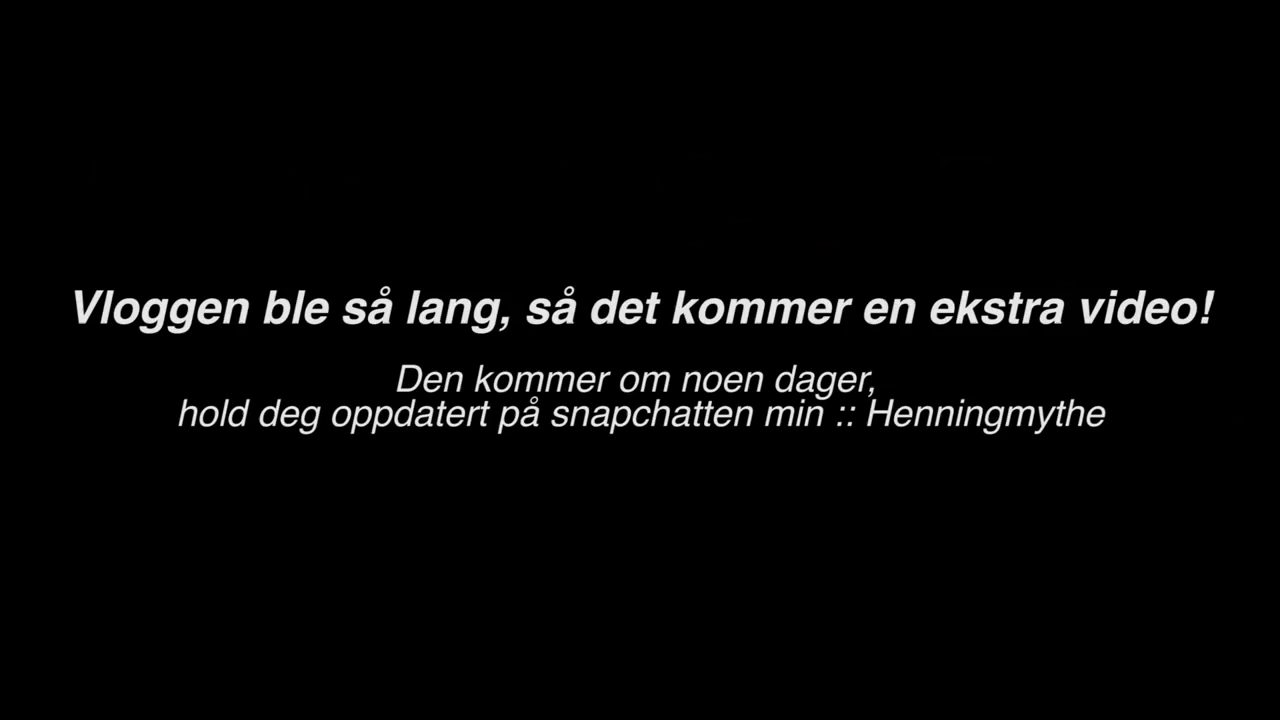 Vloggen ble så lang, så det kommer en ekstra video!
Den kommer om noen dager,
hold deg oppdatert på snapchatten min :: Henningmythe